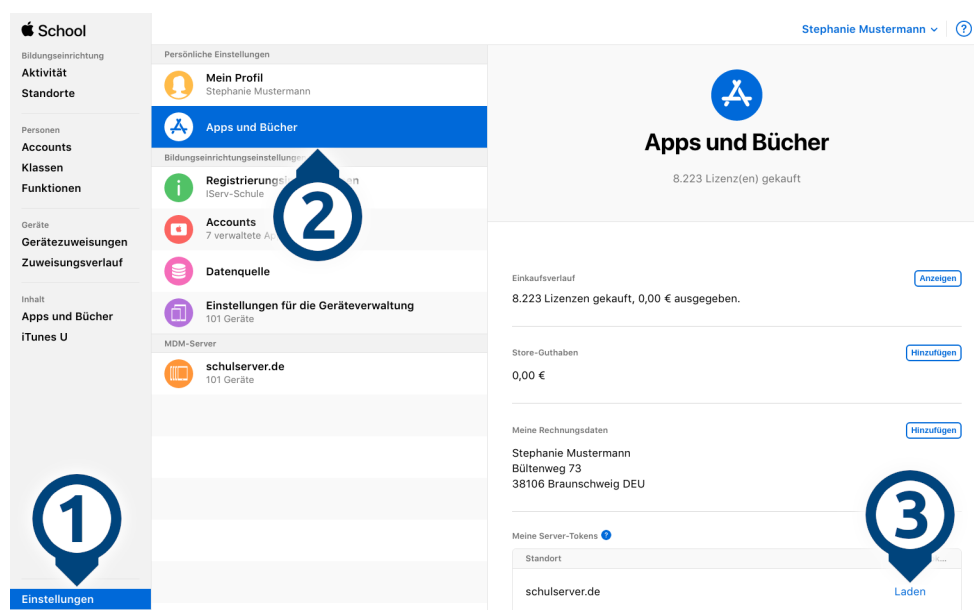 School
Stephanie Mustermann
?
Bildungseinrichtung
Aktivität
Standorte
Personen
Accounts
Klassen
Funktionen
Geräte
Gerätezuweisungen
Zuweisungsverlauf
Inhalt
Apps und Bücher
iTunes U
Einstellungen
1
Persönliche Einstellungen
Mein Profil
Stephanie Mustermann
Apps und Bücher
Bildungseinrichtungseinstellungen
2
IServ-Schule
Accounts
7 verwaltete
Datenquelle
Einstellungen für die Geräteverwaltung
101 Geräte
MDM-Server
schulserver.de
101 Geräte
Apps und Bücher
8.223 Lizenz(en) gekauft
Einkaufsverlauf
Anzeigen
8.223 Lizenzen gekauft, 0,00 € ausgegeben.
Store-Guthaben
Hinzufügen
0,00 €
Meine Rechnungsdaten
Hinzufügen
Stephanie Mustermann
Bültenweg 73
38106 Braunschweig DEU
3
Meine Server-Tokens ?
Standort
schulserver.de
Laden